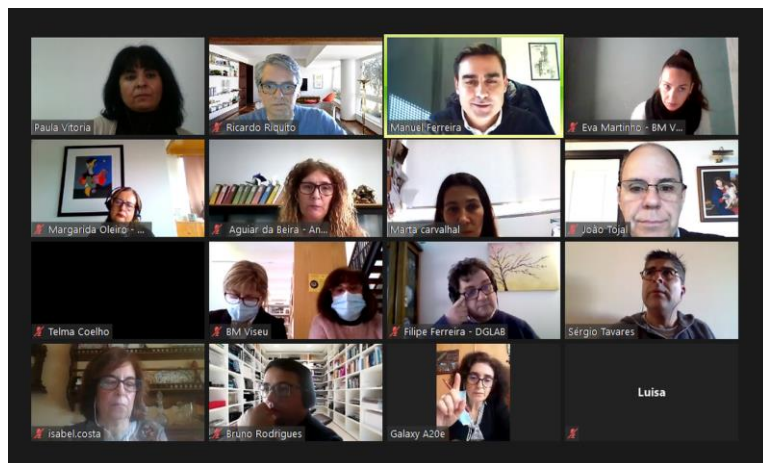 Paula Vitoria
Ricardo Riquito
Manuel Ferreira
Eva Martinho - BM V...
Margarida Oleiro - ...
Aguiar da Beira - An...
Marta carvalhal
João Tojal
Telma Coelho
BM Viseu
Filipe Ferreira - DGLAB
Sérgio Tavares
isabel.costa
Bruno Rodrigues
Galaxy A20e
Luisa